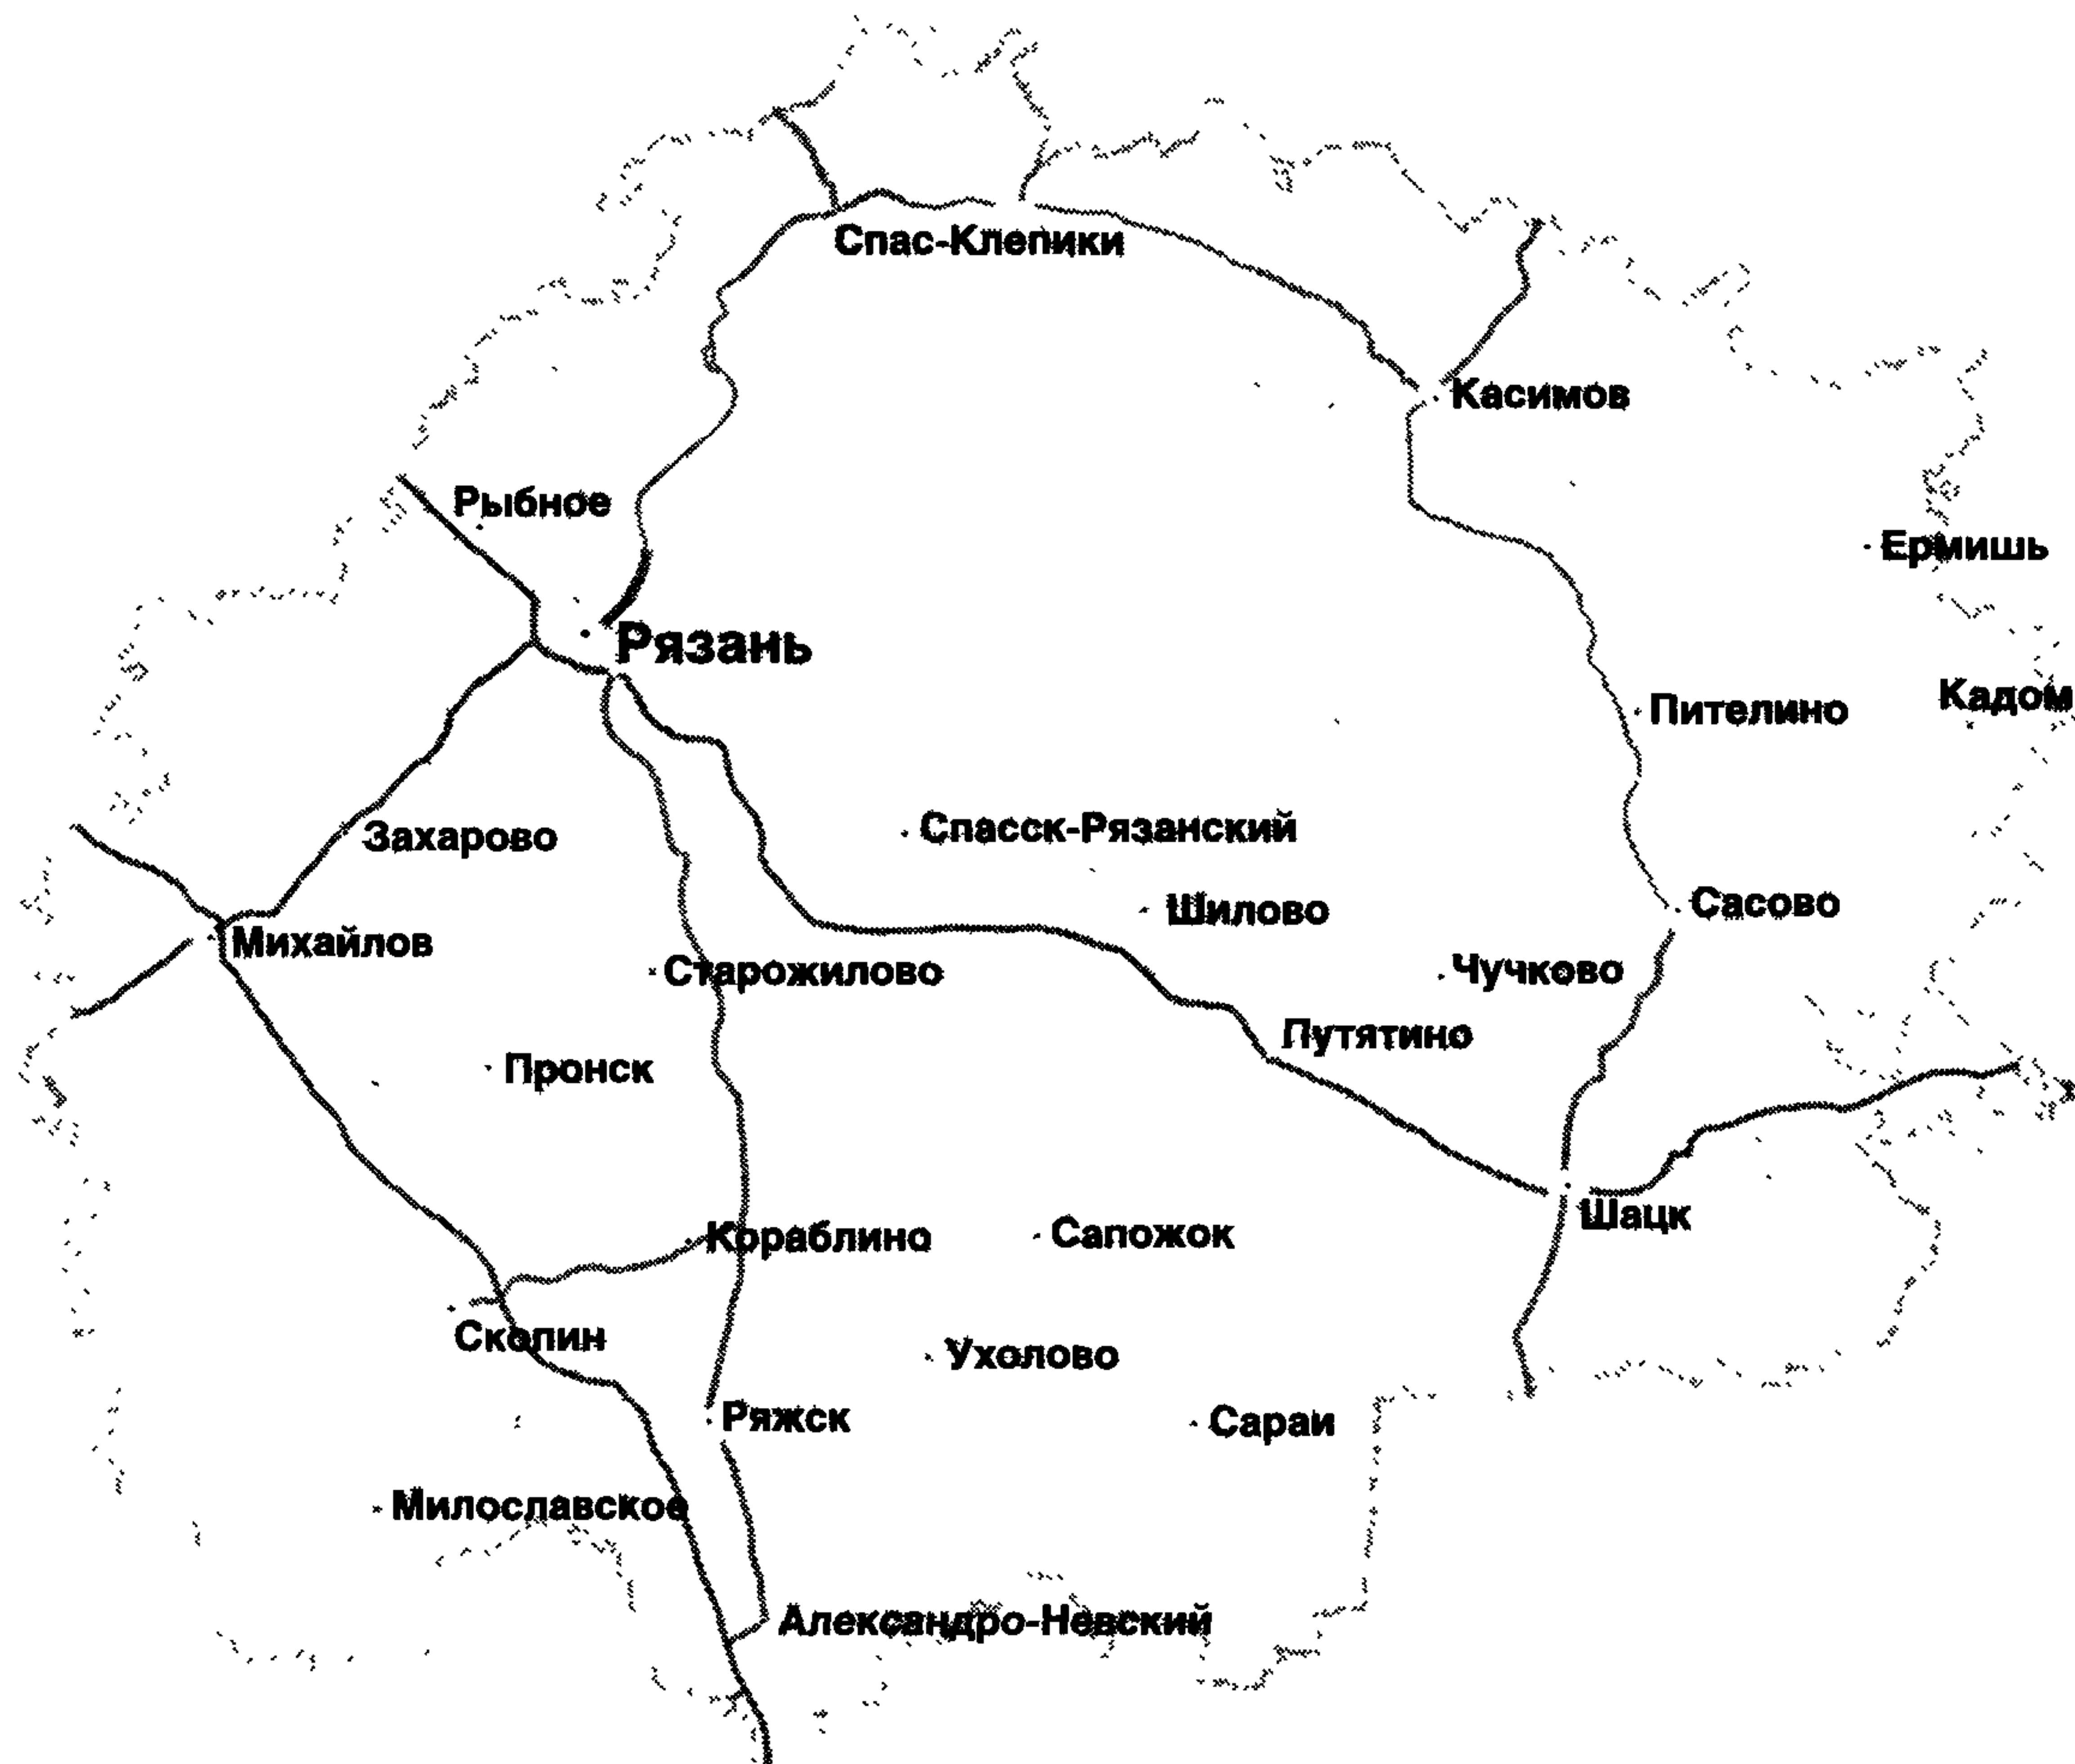 Спас-Клепики
Касимов
Рыбное
Ермишь
Рязань
Кадом
Пителино
Спасск-Рязанский
Захарово
Сасово
Шилово
Михайлов
Старожилово
Чучково
Путятино
Пронск
Шацк
Кораблино
Сапожок
Скопин
Ухолово
Ряжск
Сараи
Милославское
Александро-Невский